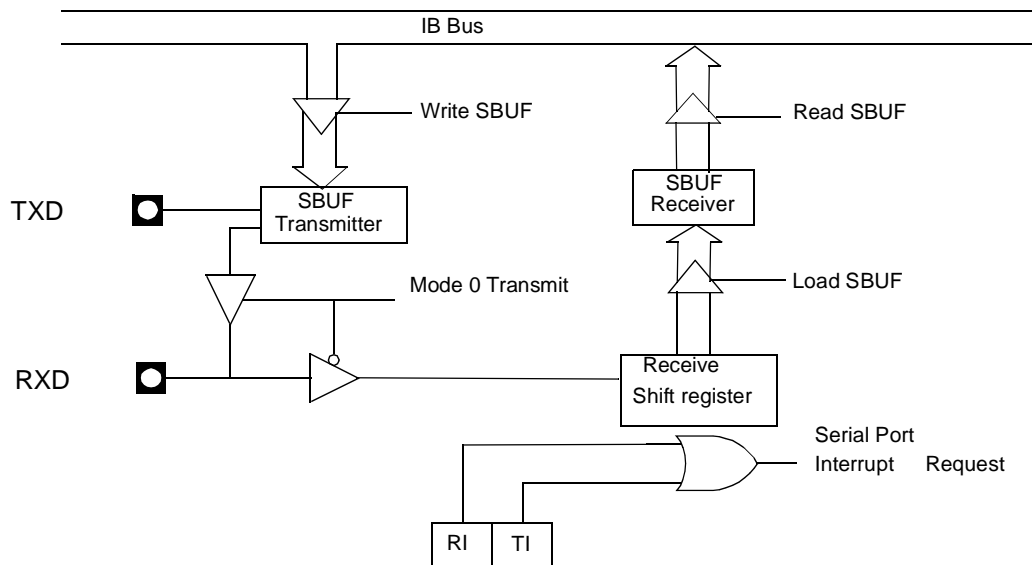 IB Bus
Write SBUF
Read SBUF
SBUF
Transmitter
SBUF
Receiver
TXD
Load SBUF
Mode 0 Transmit
RXD
Receive
Shift register
Serial Port
Interrupt Request
RI
TI